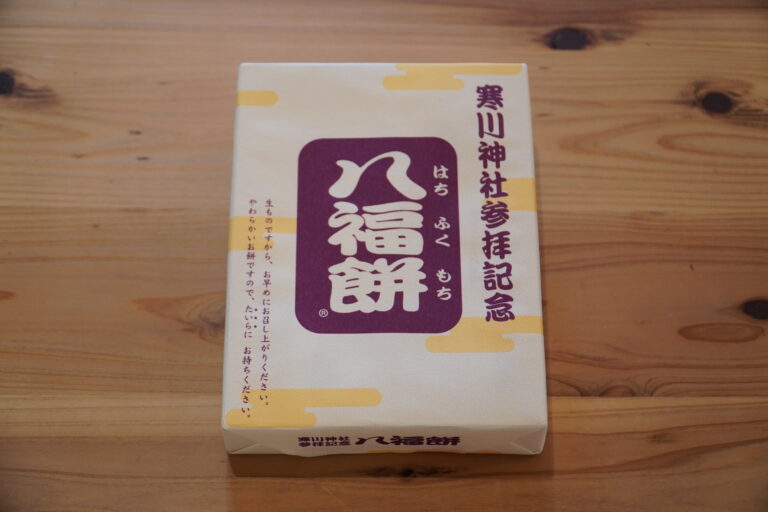 寒川神社参拝記念
はち ふく もち
八福餅
®
生ものですから、お早めにお召し上がりください。
やわらかいお餅ですので、たいらに お持ちください。
寒川神社
参拝記念
八福餅